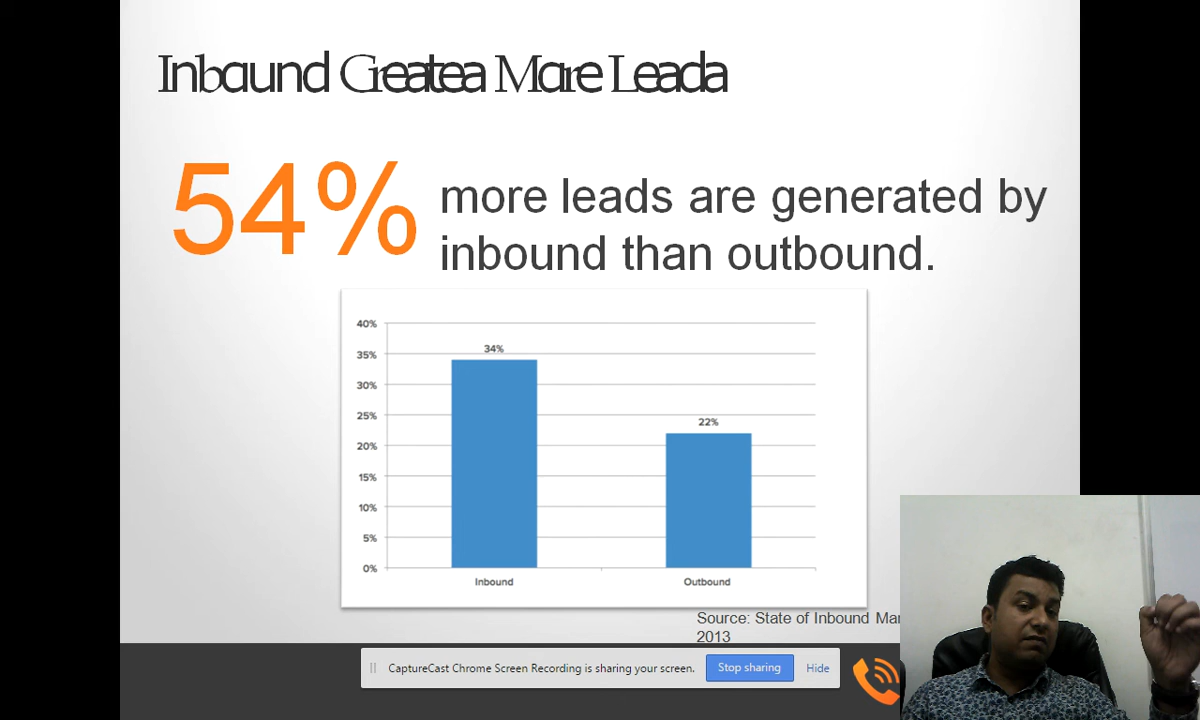 Inbound Greatea More Leada
54%
more leads are generated by
inbound than outbound.
40%
35%
30%
25%
20%
15%
10%
5%
0%
34%
22%
Inbound
Outbound
Source: State of Inbound
2013
CaptureCast Chrome Screen Recording is sharing your screen.
Stop sharing
Hide